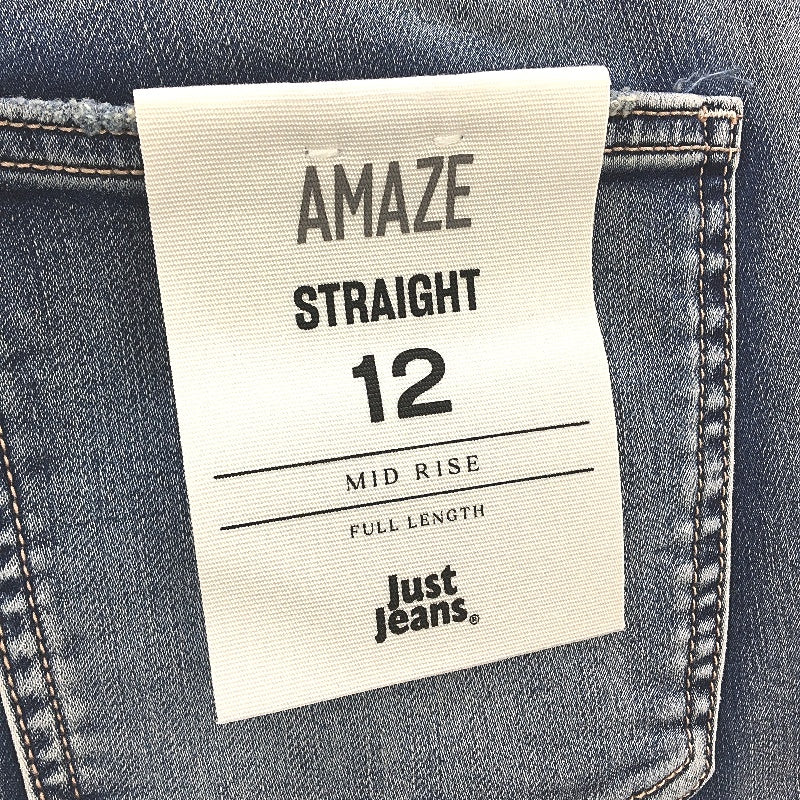 AMAZE
STRAIGHT
12
MID RISE
FULL LENGTH
Just
Jeans®